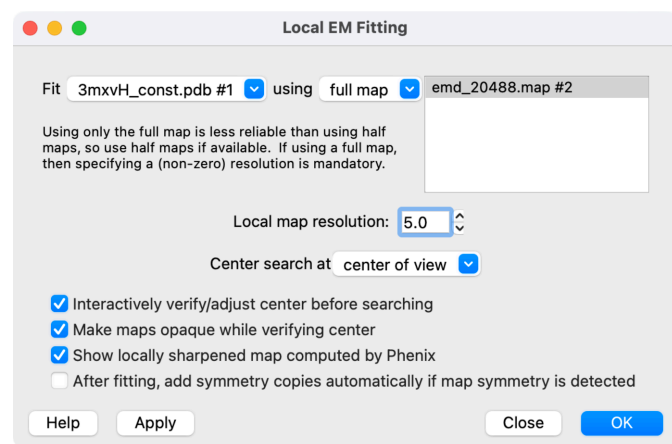 Local EM Fitting
Fit 3mxvH_const.pdb #1 using full map emd_20488.map #2
Using only the full map is less reliable than using half
maps, so use half maps if available. If using a full map,
then specifying a (non-zero) resolution is mandatory.
Local map resolution: 5.0
Center search at center of view
Interactively verify/adjust center before searching
Make maps opaque while verifying center
Show locally sharpened map computed by Phenix
After fitting, add symmetry copies automatically if map symmetry is detected
Help Apply Close OK